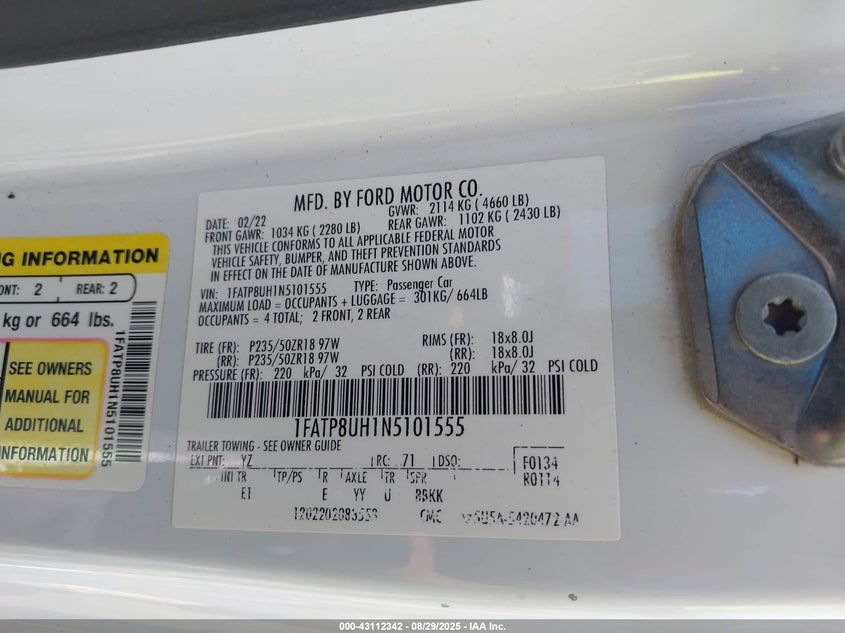 MFD. BY FORD MOTOR CO.
DATE: 02/22 GVWR: 2114 KG ( 4660 LB)
FRONT GAWR: 1034 KG ( 2280 LB) REAR GAWR: 1102 KG ( 2430 LB)
THIS VEHICLE CONFORMS TO ALL APPLICABLE FEDERAL MOTOR
VEHICLE SAFETY, BUMPER, AND THEFT PREVENTION STANDARDS
IN EFFECT ON THE DATE OF MANUFACTURE SHOWN ABOVE.
VIN: 1FATP8UH1N5101555 TYPE: Passenger Car
MAXIMUM LOAD = OCCUPANTS + LUGGAGE = 301KG/ 664LB
OCCUPANTS = 4 TOTAL; 2 FRONT, 2 REAR
TIRE (FR): P235/50ZR18 97W RIMS (FR): 18x8.0J
(RR): P235/50ZR18 97W (RR): 18x8.0J
PRESSURE (FR): 220 kPa/ 32 PSI COLD (RR): 220 kPa/ 32 PSI COLD
1FATP8UH1N5101555
TRAILER TOWING - SEE OWNER GUIDE
EXT PNT: YZ RC: 71 DSO: F0134
INT TR TP/PS R AXLE TR SPR R0114
EI E YY U
CMC
NG INFORMATION
ONT: 2 REAR: 2
kg or 664 lbs.
SEE OWNERS
MANUAL FOR
ADDITIONAL
INFORMATION
1FATP8UH1N5101555
000-43112342 - 08/29/2025 - IAA Inc.